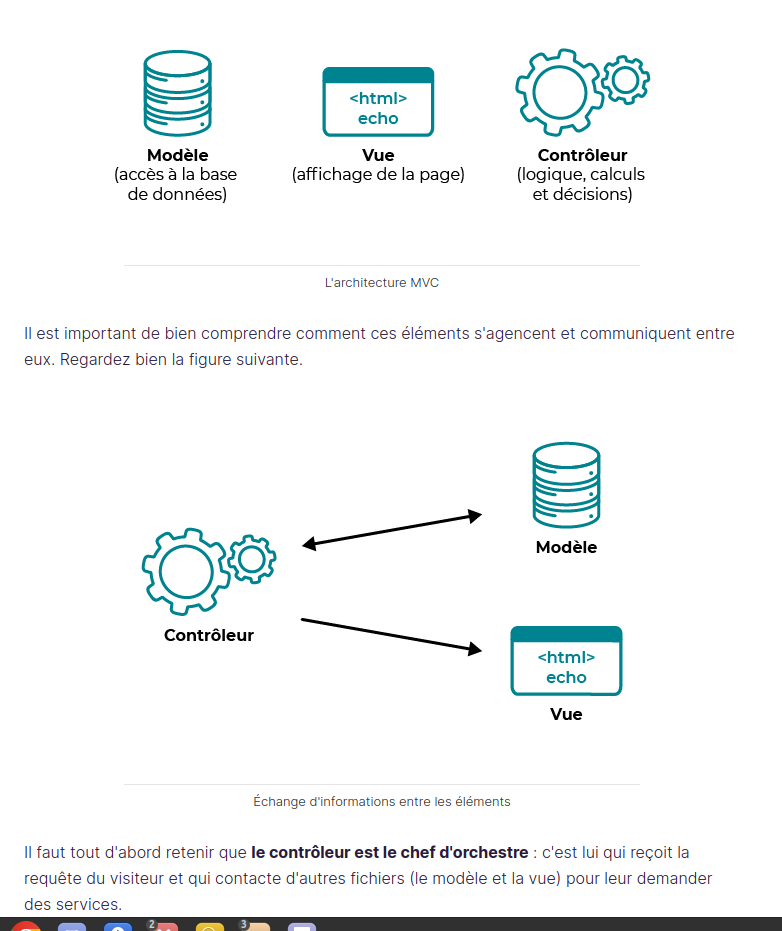 <html>
echo
Modèle
(accès à la base
de données)
Vue
(affichage de la page)
Contrôleur
(logique, calculs
et décisions)
L'architecture MVC
Il est important de bien comprendre comment ces éléments s'agencent et communiquent entre
eux. Regardez bien la figure suivante.
Modèle
Contrôleur
<html>
echo
Vue
Échange d'informations entre les éléments
Il faut tout d'abord retenir que le contrôleur est le chef d'orchestre : c'est lui qui reçoit la
requête du visiteur et qui contacte d'autres fichiers (le modèle et la vue) pour leur demander
des services.
2
3